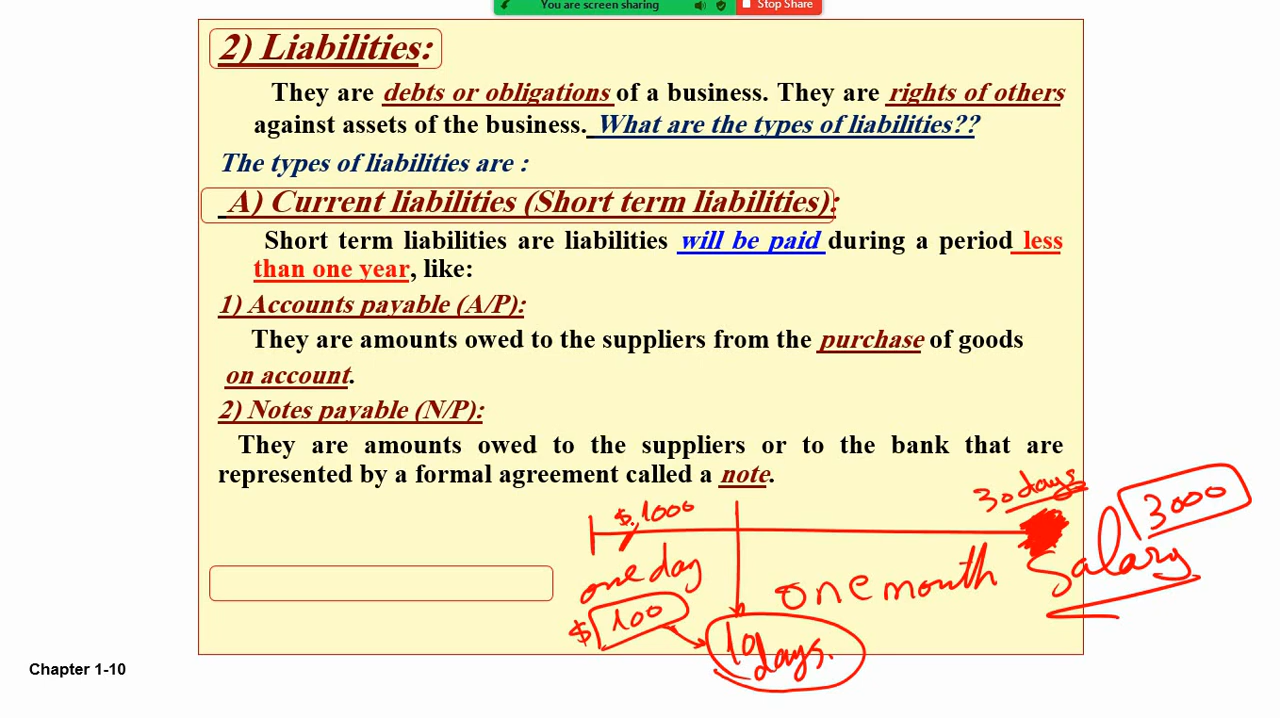 You are screen sharing Stop Share
2) Liabilities:
They are debts or obligations of a business. They are rights of others
against assets of the business. What are the types of liabilities??
The types of liabilities are :
A) Current liabilities (Short term liabilities):
Short term liabilities are liabilities will be paid during a period less
than one year, like:
1) Accounts payable (A/P):
They are amounts owed to the suppliers from the purchase of goods
on account.
2) Notes payable (N/P):
They are amounts owed to the suppliers or to the bank that are
represented by a formal agreement called a note.
30 days
3000
$.1000
Salary
one day
one month
$ 100
10 days.
Chapter 1-10